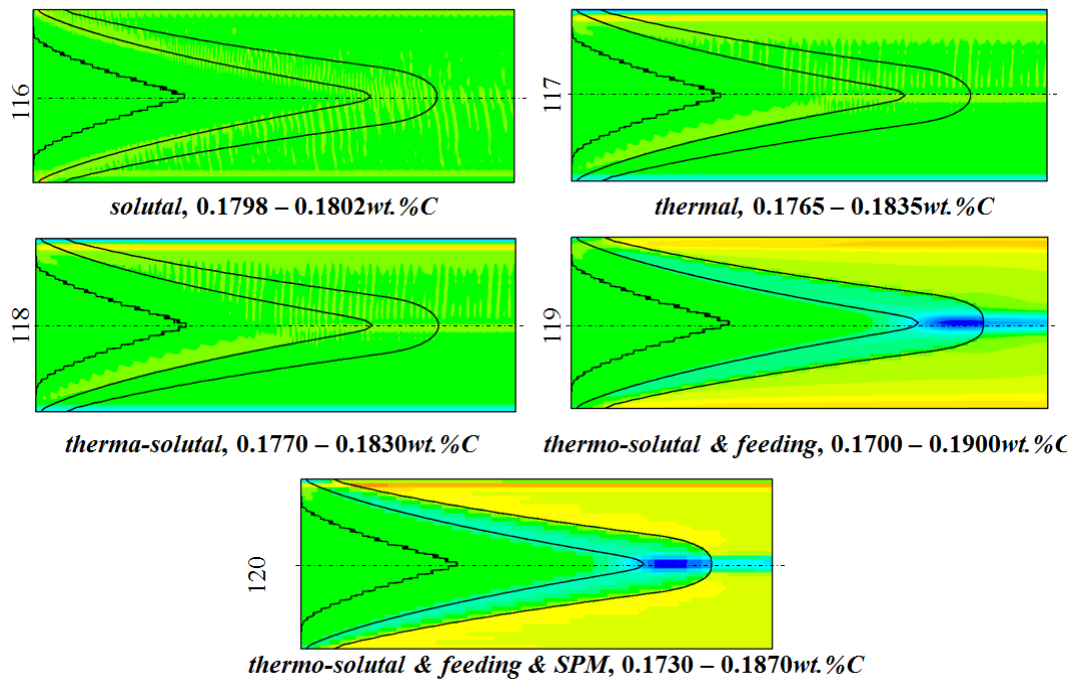 116
117
solutal, 0.1798 – 0.1802wt.%C
thermal, 0.1765 – 0.1835wt.%C
118
119
therma-solutal, 0.1770 – 0.1830wt.%C
thermo-solutal & feeding, 0.1700 – 0.1900wt.%C
120
thermo-solutal & feeding & SPM, 0.1730 – 0.1870wt.%C